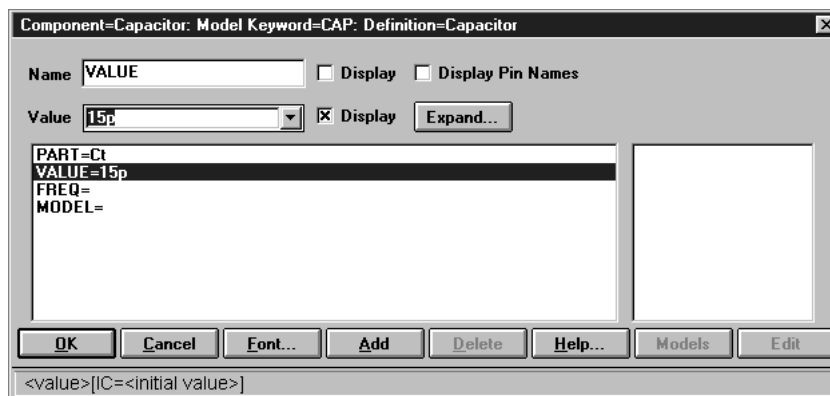 Component=Capacitor: Model Keyword=CAP: Definition=Capacitor
Name VALUE Display Display Pin Names
Value 15p Display Expand...
PART=Ct
VALUE=15p
FREQ=
MODEL=
OK Cancel Font... Add Delete Help... Models Edit
<value>[IC=<initial value>]